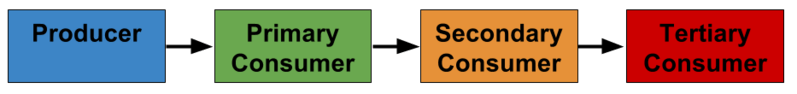 Producer
Primary
Consumer
Secondary
Consumer
Tertiary
Consumer